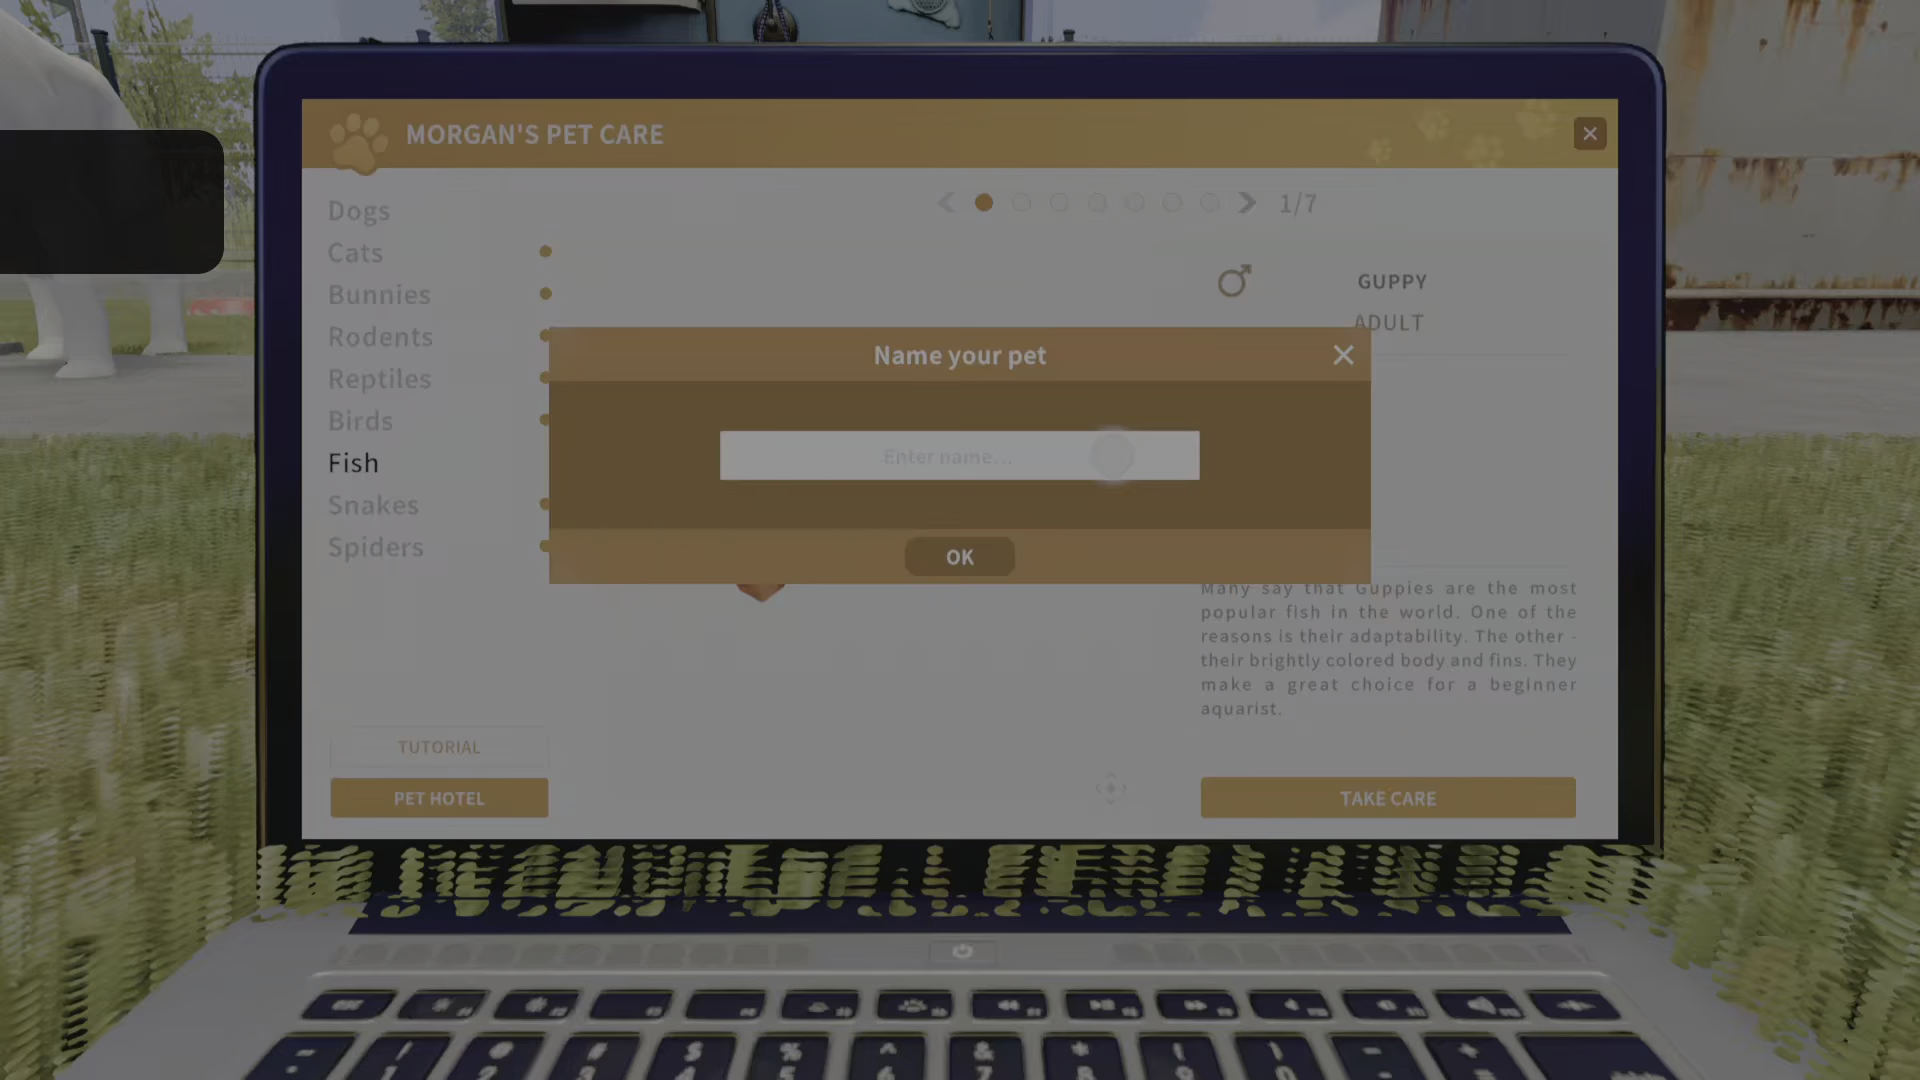 MORGAN'S PET CARE
Dogs
Cats
Bunnies
Rodents
Reptiles
Birds
Fish
Snakes
Spiders
TUTORIAL
PET HOTEL
1/7
GUPPY
ADULT
Name your pet
Enter name...
OK
Many say that Guppies are the most
popular fish in the world. One of the
reasons is their adaptability. The other -
their brightly colored body and fins. They
make a great choice for a beginner
aquarist.
TAKE CARE